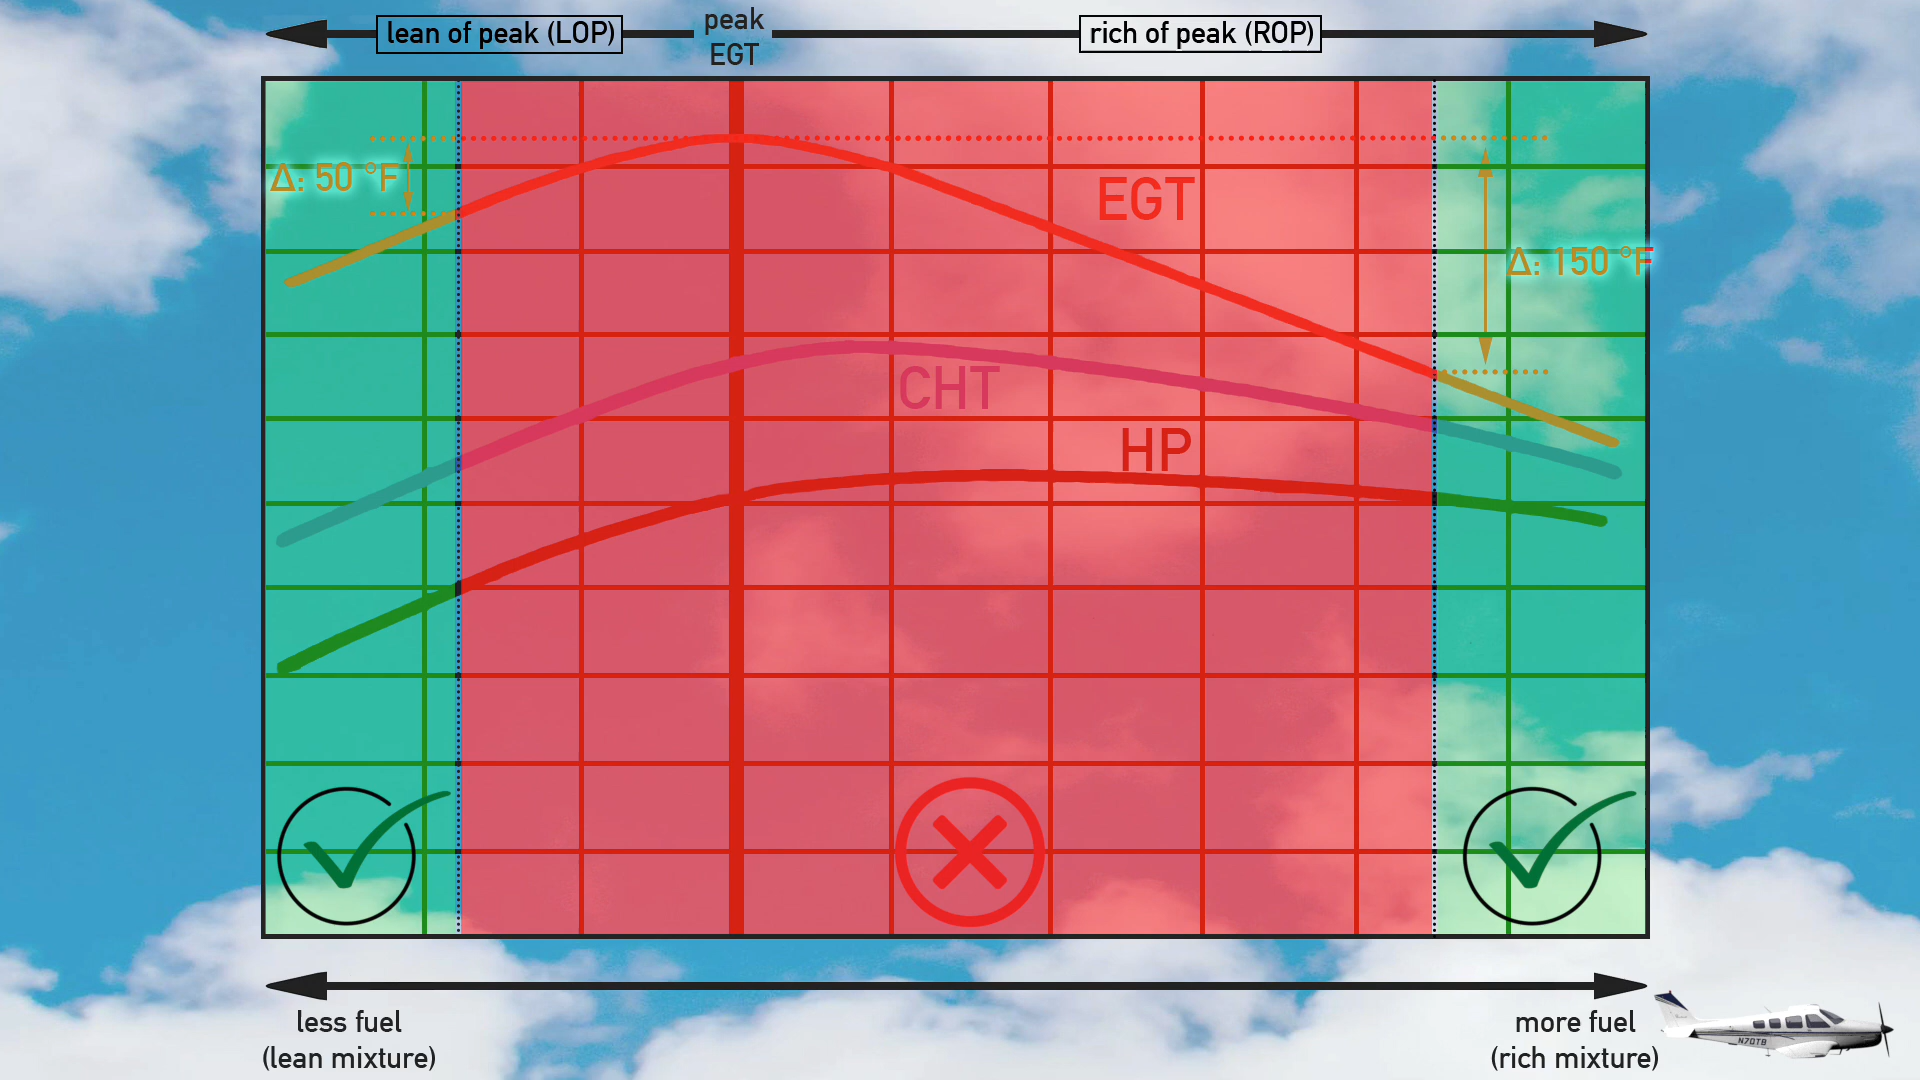 lean of peak (LOP)
peak
EGT
rich of peak (ROP)
Δ: 50 °F
EGT
Δ: 150 °F
CHT
HP
less fuel
(lean mixture)
more fuel
(rich mixture)
N70TB